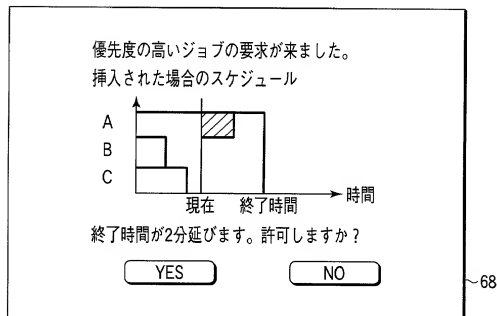 優先度の高いジョブの要求が来ました。
挿入された場合のスケジュール
A
B
C
時間
現在 終了時間
終了時間が2分延びます。許可しますか？
YES NO
68